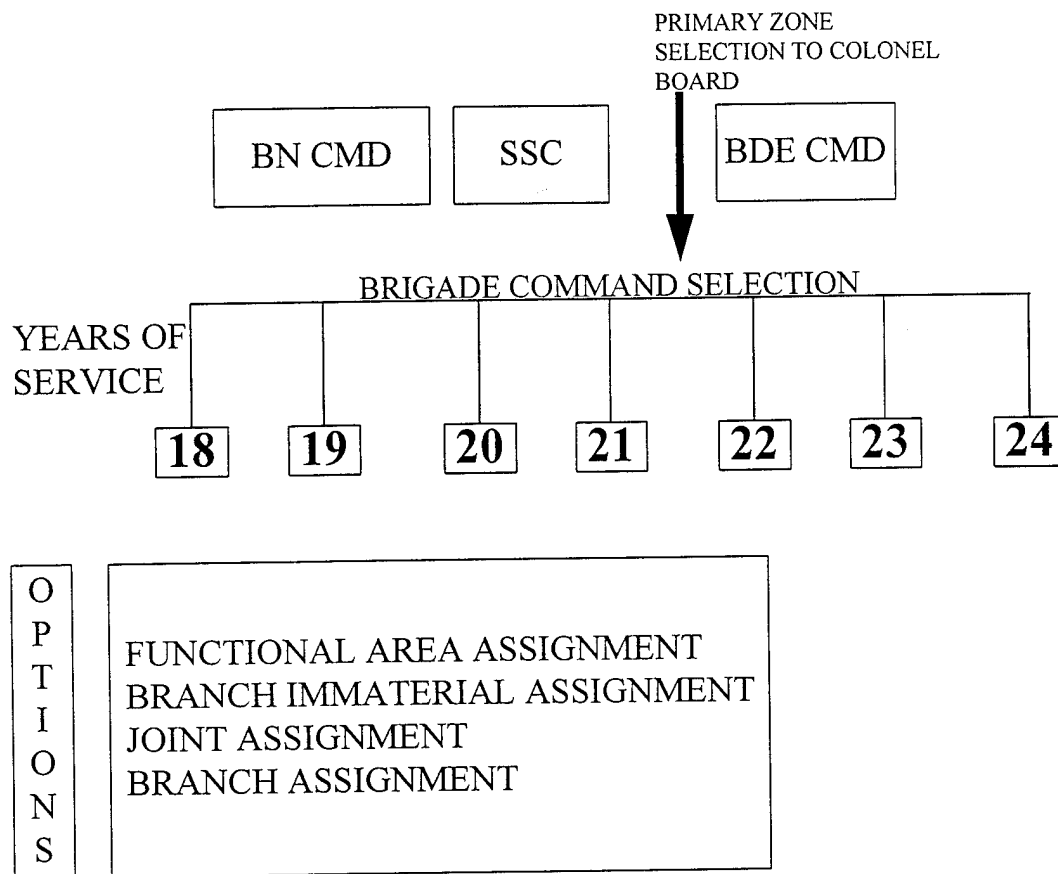 PRIMARY ZONE
SELECTION TO COLONEL
BOARD
BN CMD
SSC
BDE CMD
BRIGADE COMMAND SELECTION
YEARS OF
SERVICE
18 19 20 21 22 23 24
OPTIONS
FUNCTIONAL AREA ASSIGNMENT
BRANCH IMMATERIAL ASSIGNMENT
JOINT ASSIGNMENT
BRANCH ASSIGNMENT